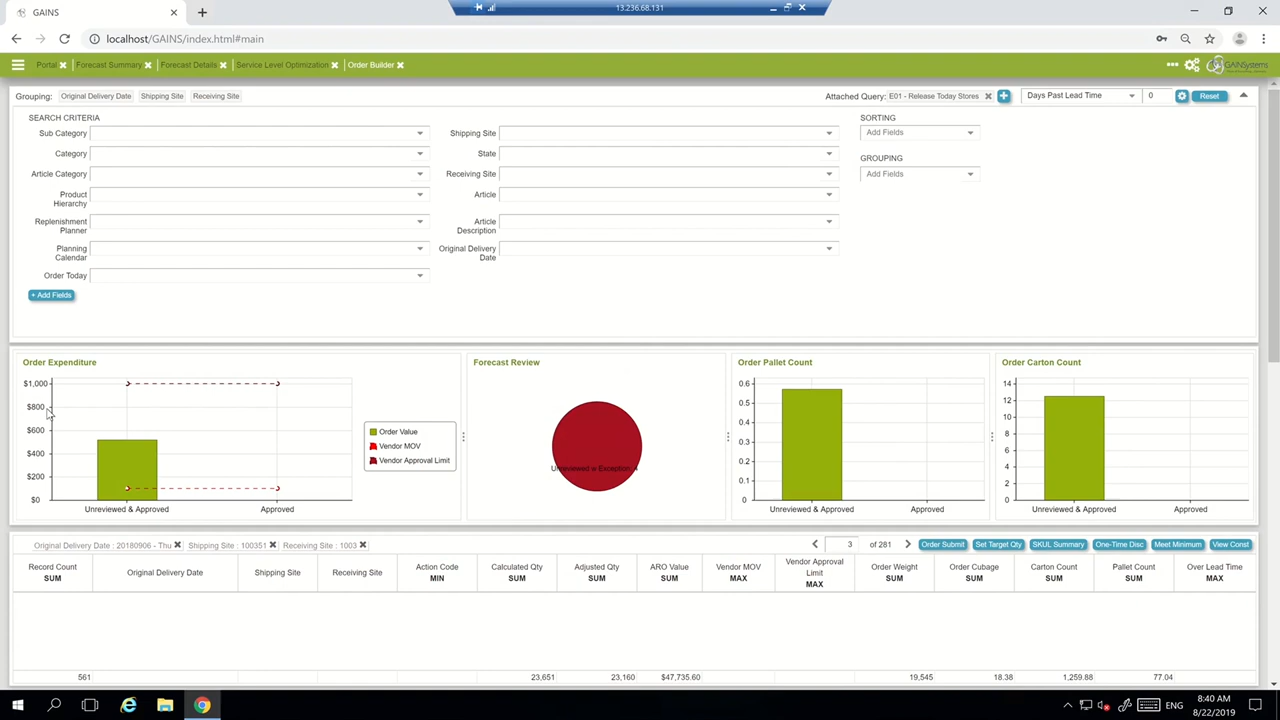 GAINS
13.236.68.131
localhost/GAINS/index.html#main
Portal Forecast Summary Forecast Details Service Level Optimization Order Builder
GAINSystems
Grouping: Original Delivery Date Shipping Site Receiving Site
Attached Query: E01 - Release Today Stores Days Past Lead Time 0 Reset
SEARCH CRITERIA
SORTING
Sub Category Shipping Site Add Fields
Category State
GROUPING
Article Category Receiving Site Add Fields
Product Hierarchy Article
Replenishment Planner Article Description
Planning Calendar Original Delivery Date
Order Today
+ Add Fields
Order Expenditure
$1,000
$800
$600
$400
$200
$0
Unreviewed & Approved Approved
Order Value
Vendor MOV
Vendor Approval Limit
Forecast Review
Unreviewed w Exception
Order Pallet Count
0.6
0.5
0.4
0.3
0.2
0.1
0
Unreviewed & Approved Approved
Order Carton Count
14
12
10
8
6
4
2
0
Unreviewed & Approved Approved
Original Delivery Date : 20180906 - Thu Shipping Site : 100351 Receiving Site : 1003
3 of 281 Order Submit Set Target Qty SKUL Summary One-Time Disc Meet Minimum View Const
Record Count SUM
Original Delivery Date
Shipping Site
Receiving Site
Action Code MIN
Calculated Qty SUM
Adjusted Qty SUM
ARO Value SUM
Vendor MOV MAX
Vendor Approval Limit MAX
Order Weight SUM
Order Cubage SUM
Carton Count SUM
Pallet Count SUM
Over Lead Time MAX
561 23,651 23,160 $47,735.60 19,545 18.38 1,259.88 77.04
ENG
8:40 AM
8/22/2019